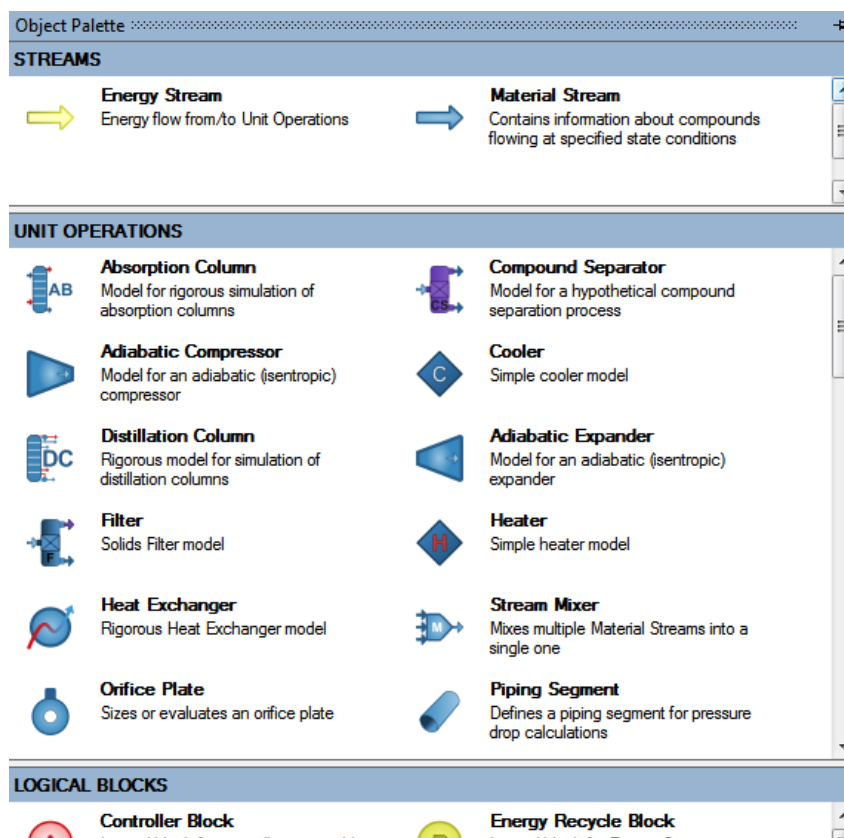 Object Palette
STREAMS
Energy Stream
Energy flow from/to Unit Operations
Material Stream
Contains information about compounds
flowing at specified state conditions
UNIT OPERATIONS
AB
Absorption Column
Model for rigorous simulation of
absorption columns
CS
Compound Separator
Model for a hypothetical compound
separation process
Adiabatic Compressor
Model for an adiabatic (isentropic)
compressor
C
Cooler
Simple cooler model
DC
Distillation Column
Rigorous model for simulation of
distillation columns
Adiabatic Expander
Model for an adiabatic (isentropic)
expander
F
Filter
Solids Filter model
H
Heater
Simple heater model
Heat Exchanger
Rigorous Heat Exchanger model
M
Stream Mixer
Mixes multiple Material Streams into a
single one
Orifice Plate
Sizes or evaluates an orifice plate
Piping Segment
Defines a piping segment for pressure
drop calculations
LOGICAL BLOCKS
Controller Block
Energy Recycle Block